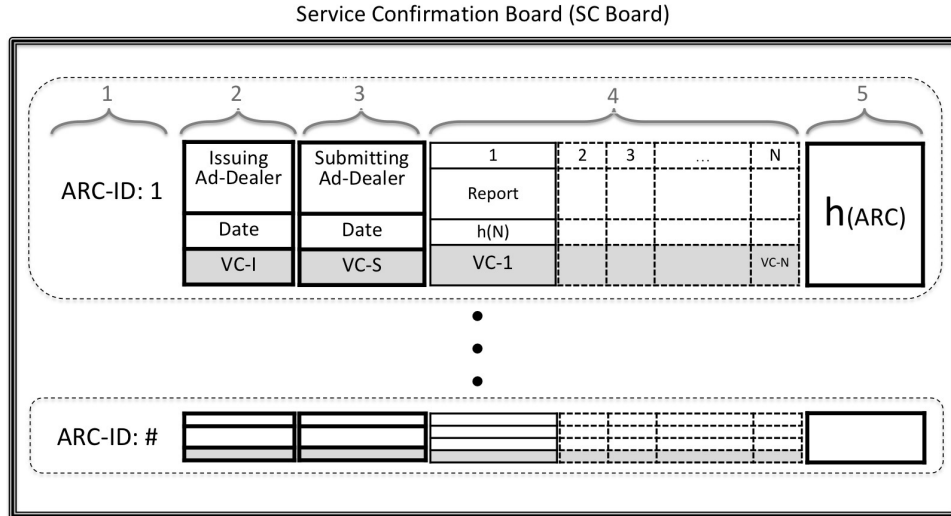 Service Confirmation Board (SC Board)
1 2 3 4 5
ARC-ID: 1
Issuing
Ad-Dealer
Date
VC-I
Submitting
Ad-Dealer
Date
VC-S
1 2 3 ... N
Report
h(N)
VC-1 VC-N
h(ARC)
ARC-ID: #